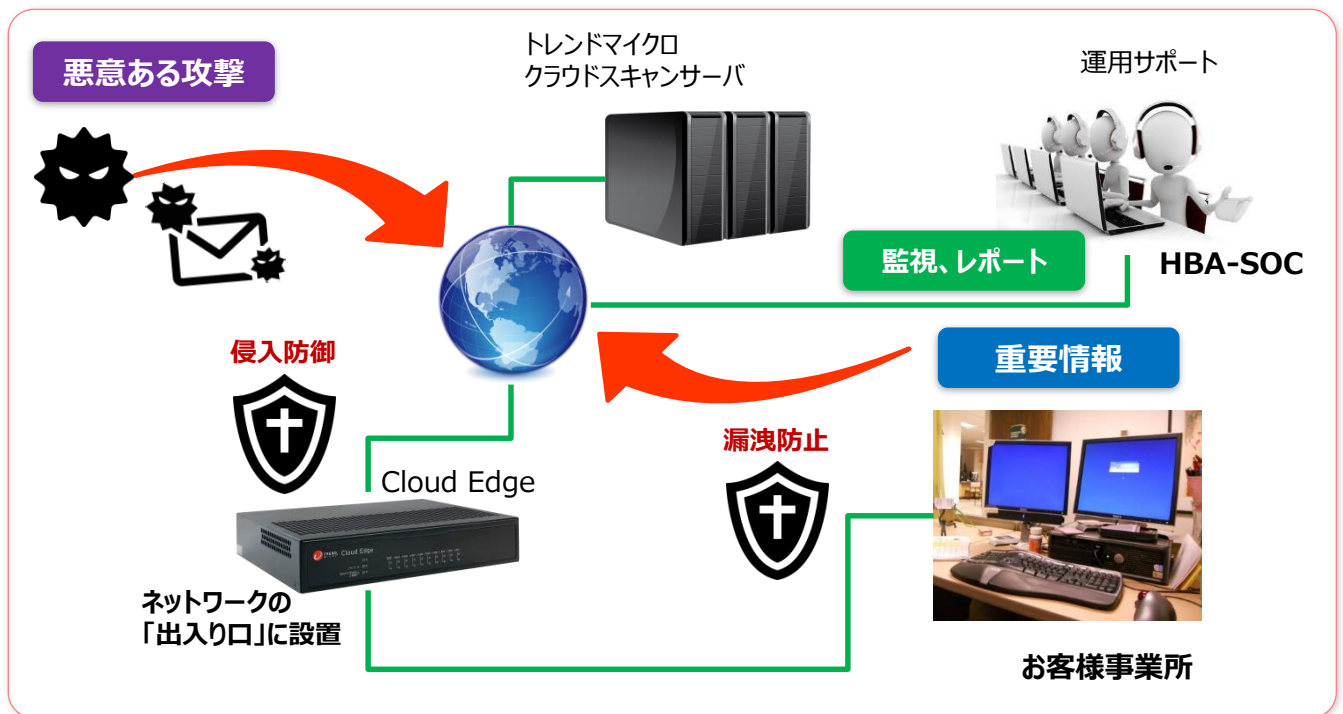 悪意ある攻撃
トレンドマイクロ
クラウドスキャンサーバ
運用サポート
監視、レポート
HBA-SOC
侵入防御
重要情報
漏洩防止
Cloud Edge
Cloud Edge
ネットワークの
「出入り口」に設置
お客様事業所